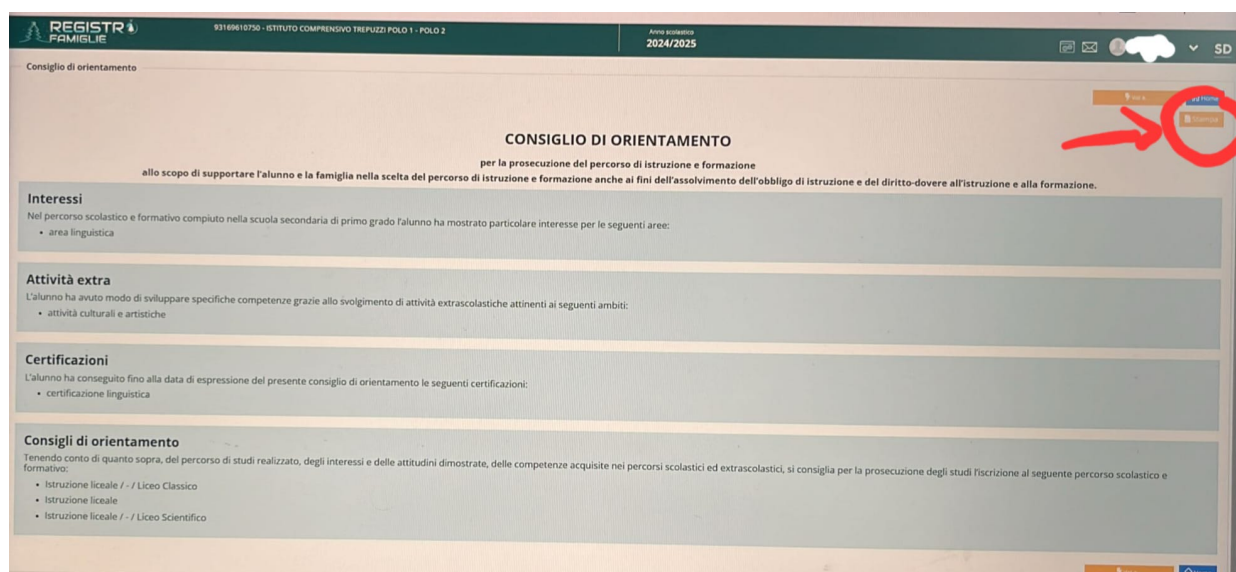 REGISTR
FAMIGLIE
93169610750 - ISTITUTO COMPRENSIVO TREPUZZI POLO 1 - POLO 2
Anno scolastico
2024/2025
SD
Consiglio di orientamento
Home
Stampa
CONSIGLIO DI ORIENTAMENTO
per la prosecuzione del percorso di istruzione e formazione
allo scopo di supportare l'alunno e la famiglia nella scelta del percorso di istruzione e formazione anche ai fini dell'assolvimento dell'obbligo di istruzione e del diritto-dovere all'istruzione e alla formazione.
Interessi
Nel percorso scolastico e formativo compiuto nella scuola secondaria di primo grado l'alunno ha mostrato particolare interesse per le seguenti aree:
• area linguistica
Attività extra
L'alunno ha avuto modo di sviluppare specifiche competenze grazie allo svolgimento di attività extrascolastiche attinenti ai seguenti ambiti:
• attività culturali e artistiche
Certificazioni
L'alunno ha conseguito fino alla data di espressione del presente consiglio di orientamento le seguenti certificazioni:
• certificazione linguistica
Consigli di orientamento
Tenendo conto di quanto sopra, del percorso di studi realizzato, degli interessi e delle attitudini dimostrate, delle competenze acquisite nei percorsi scolastici ed extrascolastici, si consiglia per la prosecuzione degli studi l'iscrizione al seguente percorso scolastico e
formativo:
• Istruzione liceale / - / Liceo Classico
• Istruzione liceale
• Istruzione liceale / - / Liceo Scientifico